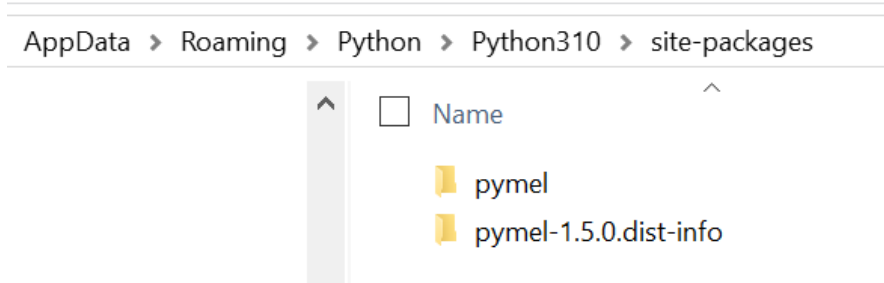 AppData > Roaming > Python > Python310 > site-packages
Name
pymel
pymel-1.5.0.dist-info